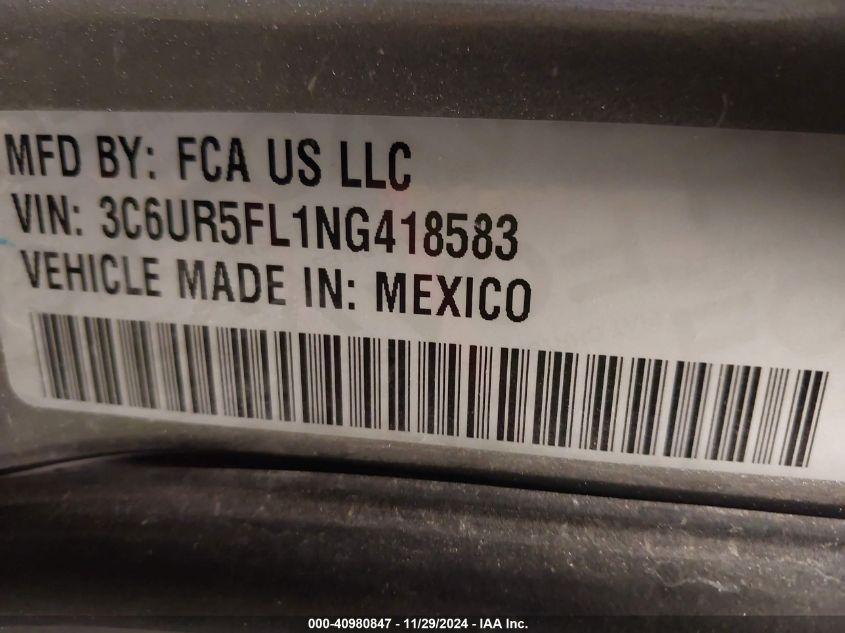 MFD BY: FCA US LLC
VIN: 3C6UR5FL1NG418583
VEHICLE MADE IN: MEXICO
000-40980847 - 11/29/2024 - IAA Inc.